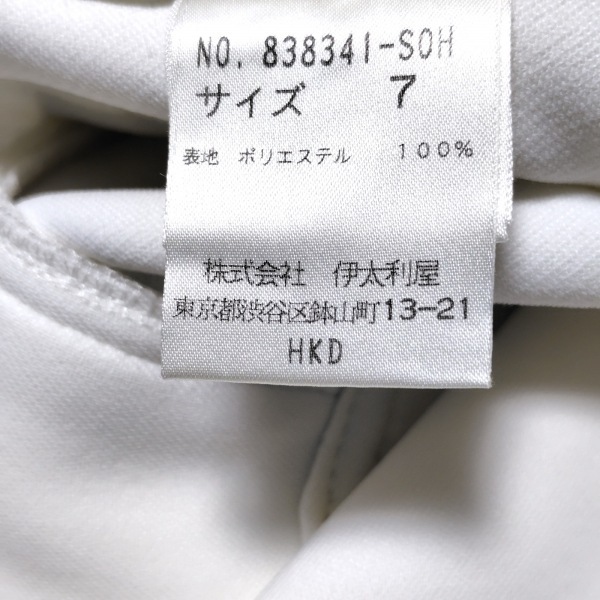 NO. 838341-SOH
サイズ 7
表地 ポリエステル 100%
株式会社 伊太利屋
東京都渋谷区鉢山町13-21
HKD